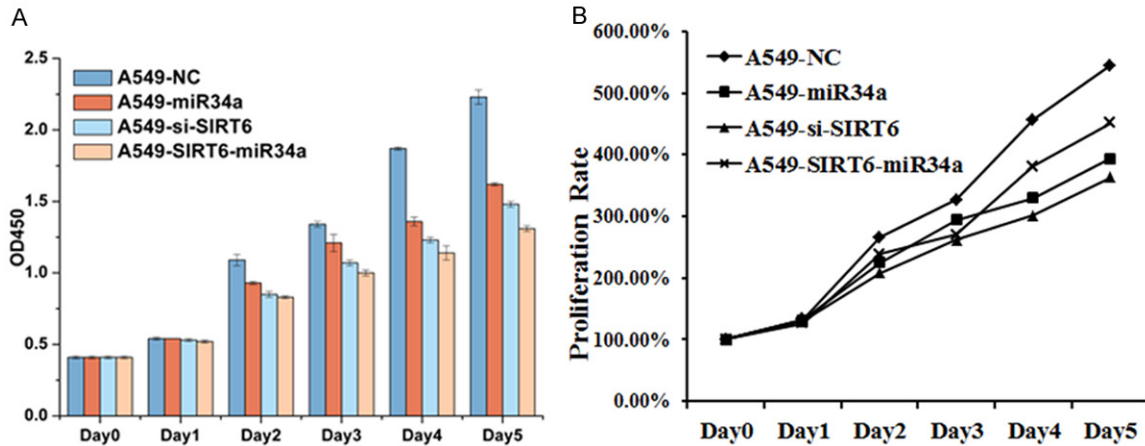 A
2.5
2.0
1.5
1.0
0.5
0.0
OD450
A549-NC
A549-miR34a
A549-si-SIRT6
A549-SIRT6-miR34a
Day0 Day1 Day2 Day3 Day4 Day5
B
600.00%
500.00%
400.00%
300.00%
200.00%
100.00%
0.00%
Proliferation Rate
A549-NC
A549-miR34a
A549-si-SIRT6
A549-SIRT6-miR34a
Day0 Day1 Day2 Day3 Day4 Day5